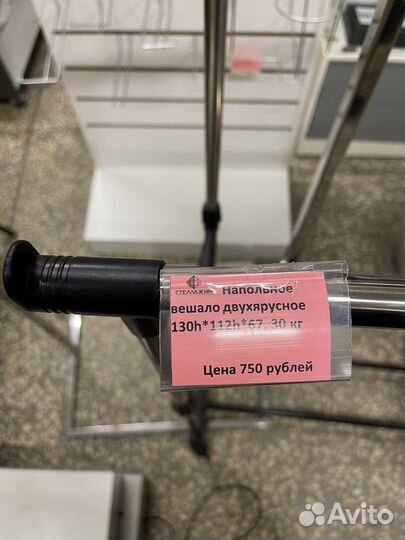 СТЕЛЛАЖИ Напольное
вешало двухярусное
130h*112h*67, 30 кг
Цена 750 рублей
Avito